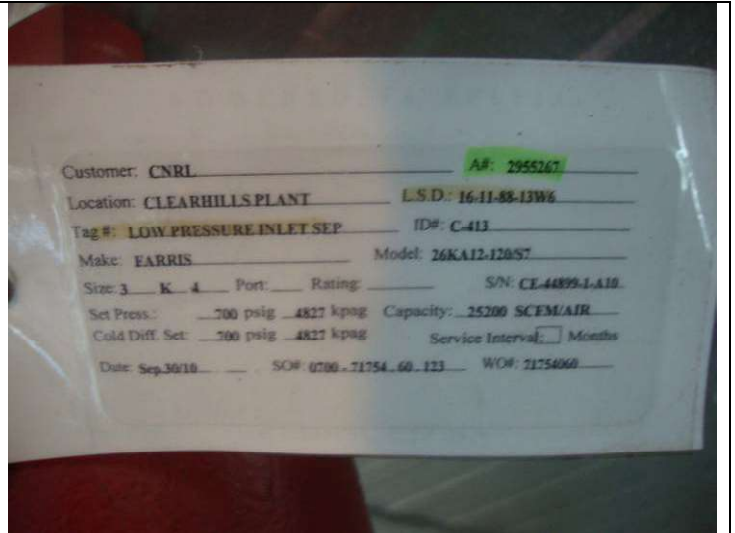 Customer: CNRL A#: 2955267
Location: CLEARHILLS PLANT L.S.D.: 16-11-88-13W6
Tag #: LOW PRESSURE INLET SEP ID#: C-413
Make: FARRIS Model: 26KA12-120/S7
Size: 3 K 4 Port: Rating: S/N: CE-44899-1-A10
Set Press.: 700 psig 4827 kpag Capacity: 25200 SCFM/AIR
Cold Diff. Set: 700 psig 4827 kpag Service Interval: Months
Date: Sep.30/10 SO#: 0700 - 71754 60 123 WO#: 71754060